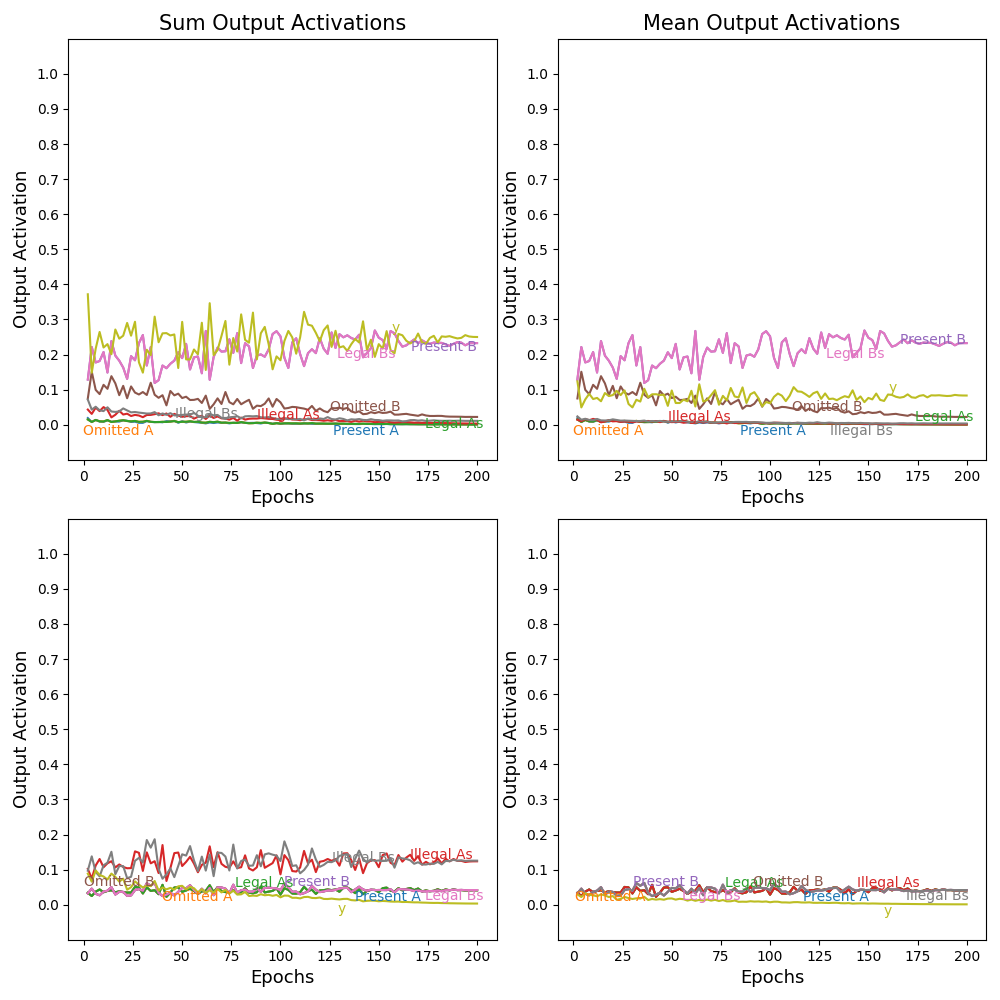 Sum Output Activations
Mean Output Activations
Output Activation
1.0
0.9
0.8
0.7
0.6
0.5
0.4
0.3
0.2
0.1
0.0
y
Present B
Legal Bs
Omitted B
Illegal Bs
Illegal As
Legal As
Omitted A
Present A
0
25
50
75
100
125
150
175
200
Epochs
Output Activation
1.0
0.9
0.8
0.7
0.6
0.5
0.4
0.3
0.2
0.1
0.0
Present B
Legal Bs
y
Omitted B
Illegal As
Legal As
Omitted A
Present A
Illegal Bs
0
25
50
75
100
125
150
175
200
Epochs
Output Activation
1.0
0.9
0.8
0.7
0.6
0.5
0.4
0.3
0.2
0.1
0.0
Illegal Bs
Illegal As
Omitted B
Legal As
Present B
Omitted A
Present A
Legal Bs
y
0
25
50
75
100
125
150
175
200
Epochs
Output Activation
1.0
0.9
0.8
0.7
0.6
0.5
0.4
0.3
0.2
0.1
0.0
Present B
Legal As
Omitted B
Illegal As
Omitted A
Legal Bs
Present A
Illegal Bs
y
0
25
50
75
100
125
150
175
200
Epochs